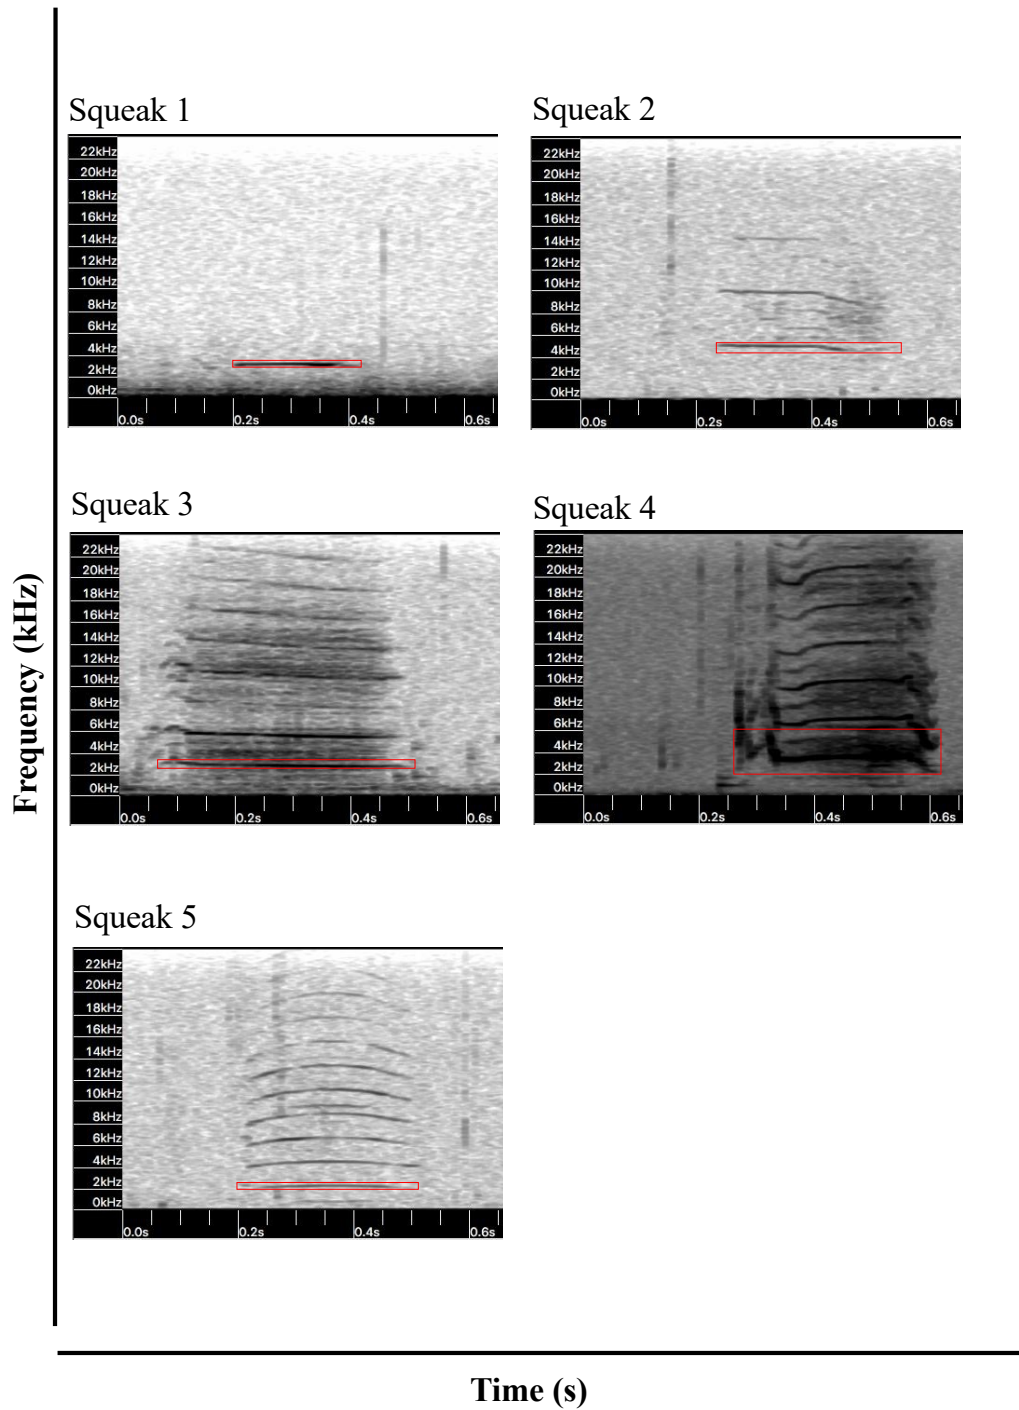 Squeak 1
22kHz
20kHz
18kHz
16kHz
14kHz
12kHz
10kHz
8kHz
6kHz
4kHz
2kHz
0kHz
0.0s 0.2s 0.4s 0.6s
Squeak 2
22kHz
20kHz
18kHz
16kHz
14kHz
12kHz
10kHz
8kHz
6kHz
4kHz
2kHz
0kHz
0.0s 0.2s 0.4s 0.6s
Squeak 3
22kHz
20kHz
18kHz
16kHz
14kHz
12kHz
10kHz
8kHz
6kHz
4kHz
2kHz
0kHz
0.0s 0.2s 0.4s 0.6s
Squeak 4
22kHz
20kHz
18kHz
16kHz
14kHz
12kHz
10kHz
8kHz
6kHz
4kHz
2kHz
0kHz
0.0s 0.2s 0.4s 0.6s
Squeak 5
22kHz
20kHz
18kHz
16kHz
14kHz
12kHz
10kHz
8kHz
6kHz
4kHz
2kHz
0kHz
0.0s 0.2s 0.4s 0.6s
Frequency (kHz)
Time (s)